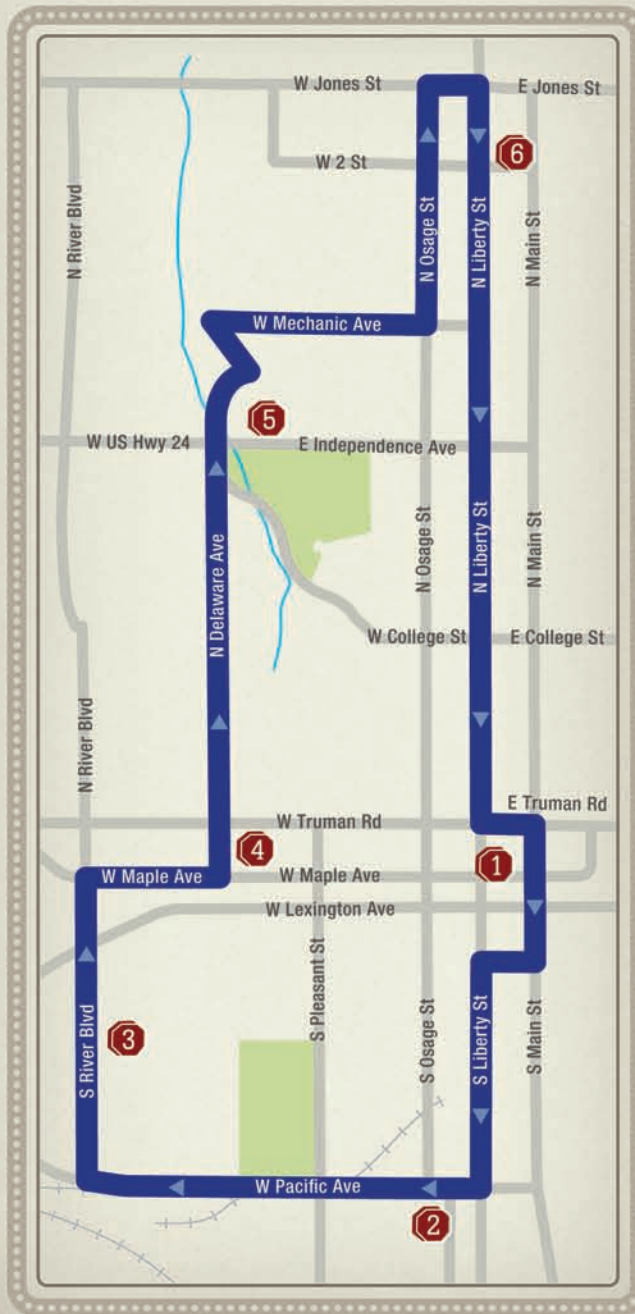 W Jones St
E Jones St
6
W 2 St
N River Blvd
N Osage St
N Liberty St
N Main St
W Mechanic Ave
5
W US Hwy 24
E Independence Ave
N Delaware Ave
N Osage St
N Liberty St
N Main St
W College St
E College St
N River Blvd
E Truman Rd
W Truman Rd
4
1
W Maple Ave
W Maple Ave
W Lexington Ave
S Pleasant St
3
S River Blvd
S Osage St
S Liberty St
S Main St
W Pacific Ave
2